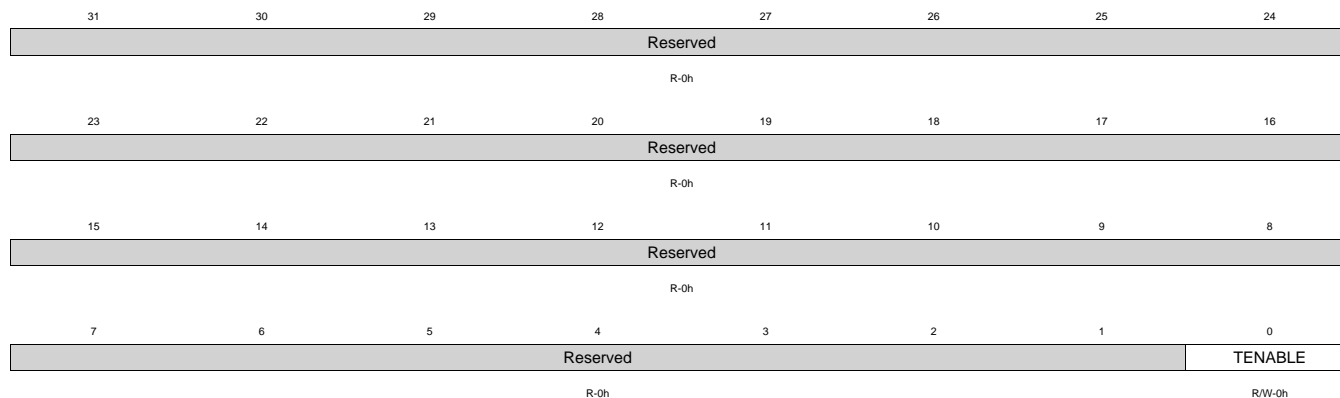 31 30 29 28 27 26 25 24
Reserved
R-0h
23 22 21 20 19 18 17 16
Reserved
R-0h
15 14 13 12 11 10 9 8
Reserved
R-0h
7 6 5 4 3 2 1 0
Reserved TENABLE
R-0h R/W-0h